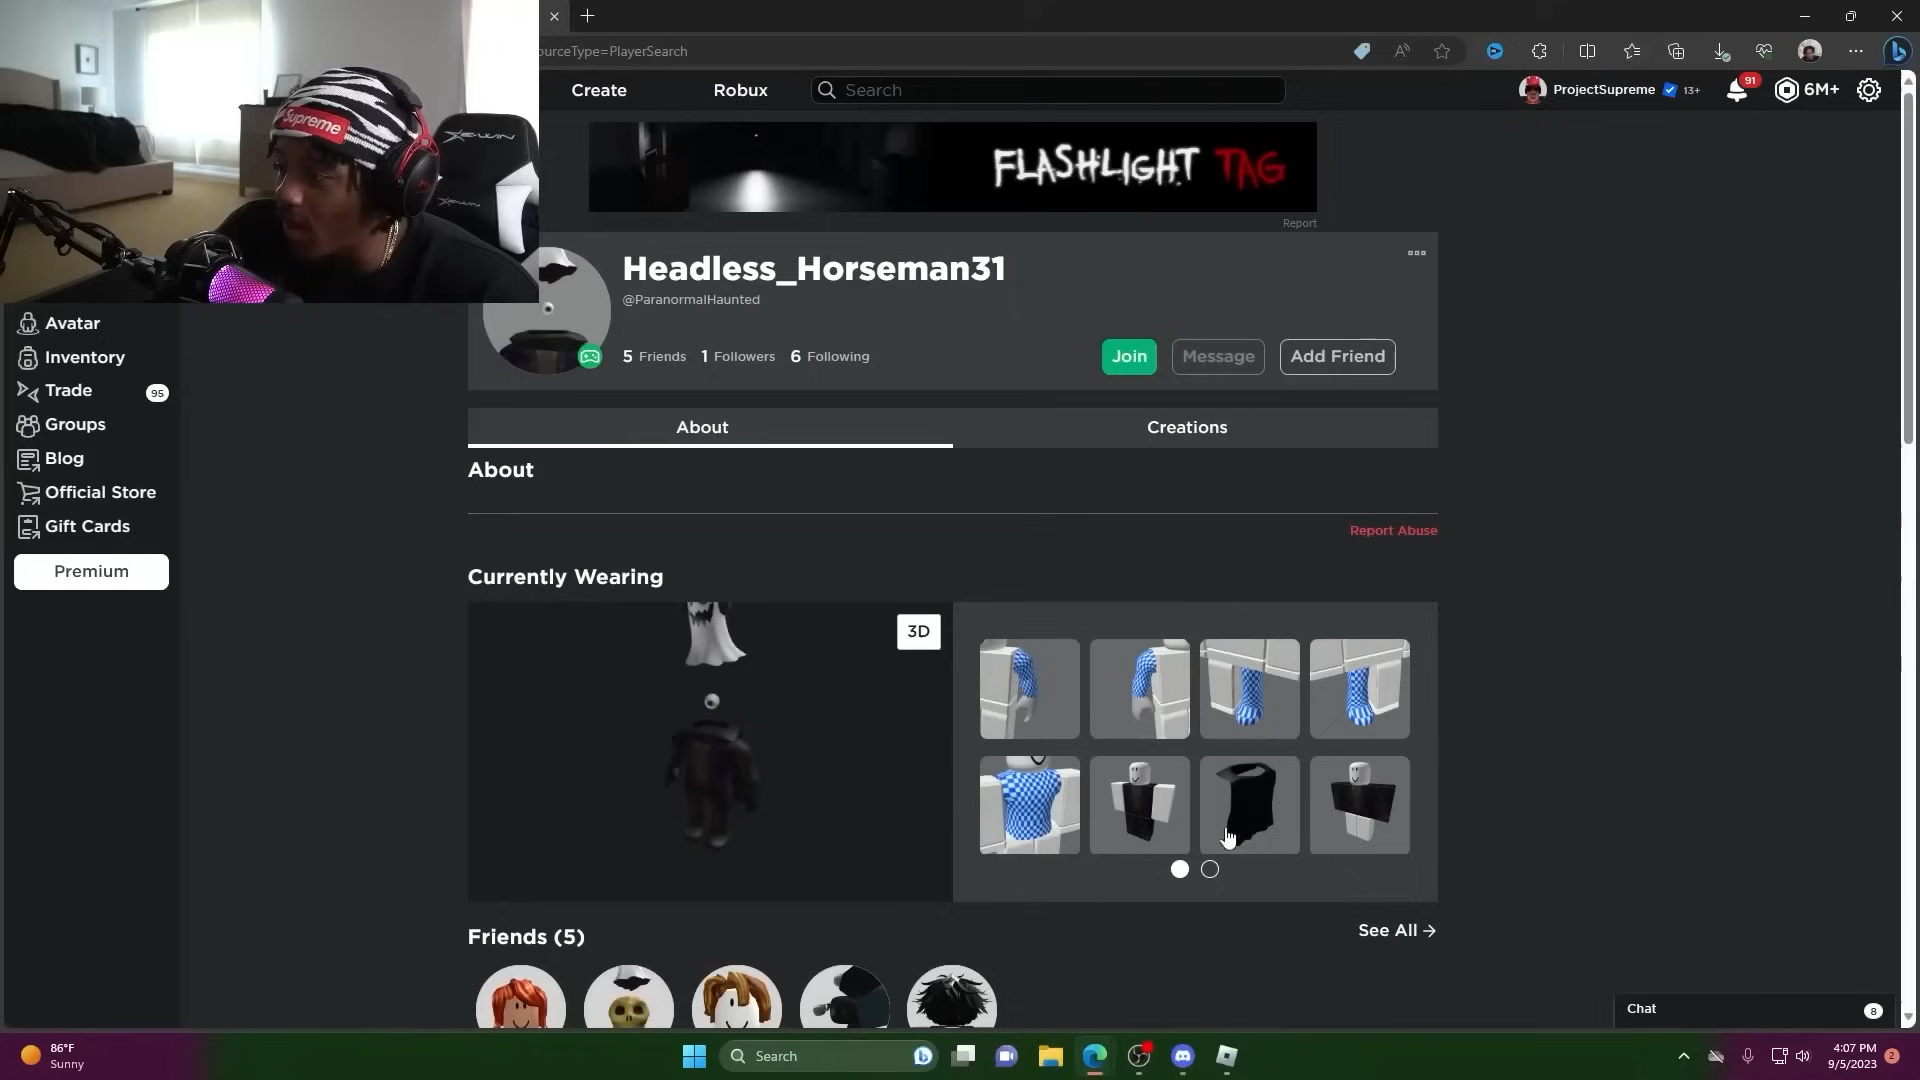 ourceType=PlayerSearch
Create
Robux
Search
ProjectSupreme
13+
91
6M+
Supreme
FLASHLIGHT TAG
Report
Headless_Horseman31
@ParanormalHaunted
5 Friends 1 Followers 6 Following
Join
Message
Add Friend
Avatar
Inventory
Trade
95
Groups
Blog
Official Store
Gift Cards
Premium
About
Creations
About
Report Abuse
Currently Wearing
3D
Friends (5)
See All →
Chat
8
86°F
Sunny
Search
4:07 PM
9/5/2023
2